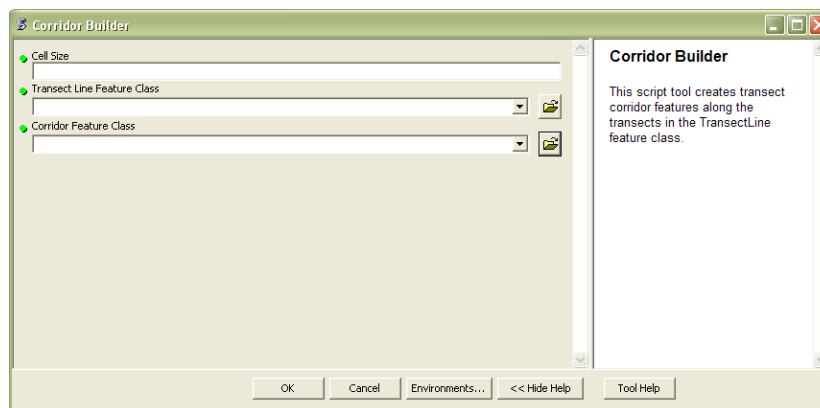 Corridor Builder
Cell Size
Transect Line Feature Class
Corridor Feature Class
Corridor Builder
This script tool creates transect
corridor features along the
transects in the TransectLine
feature class.
OK Cancel Environments... << Hide Help Tool Help